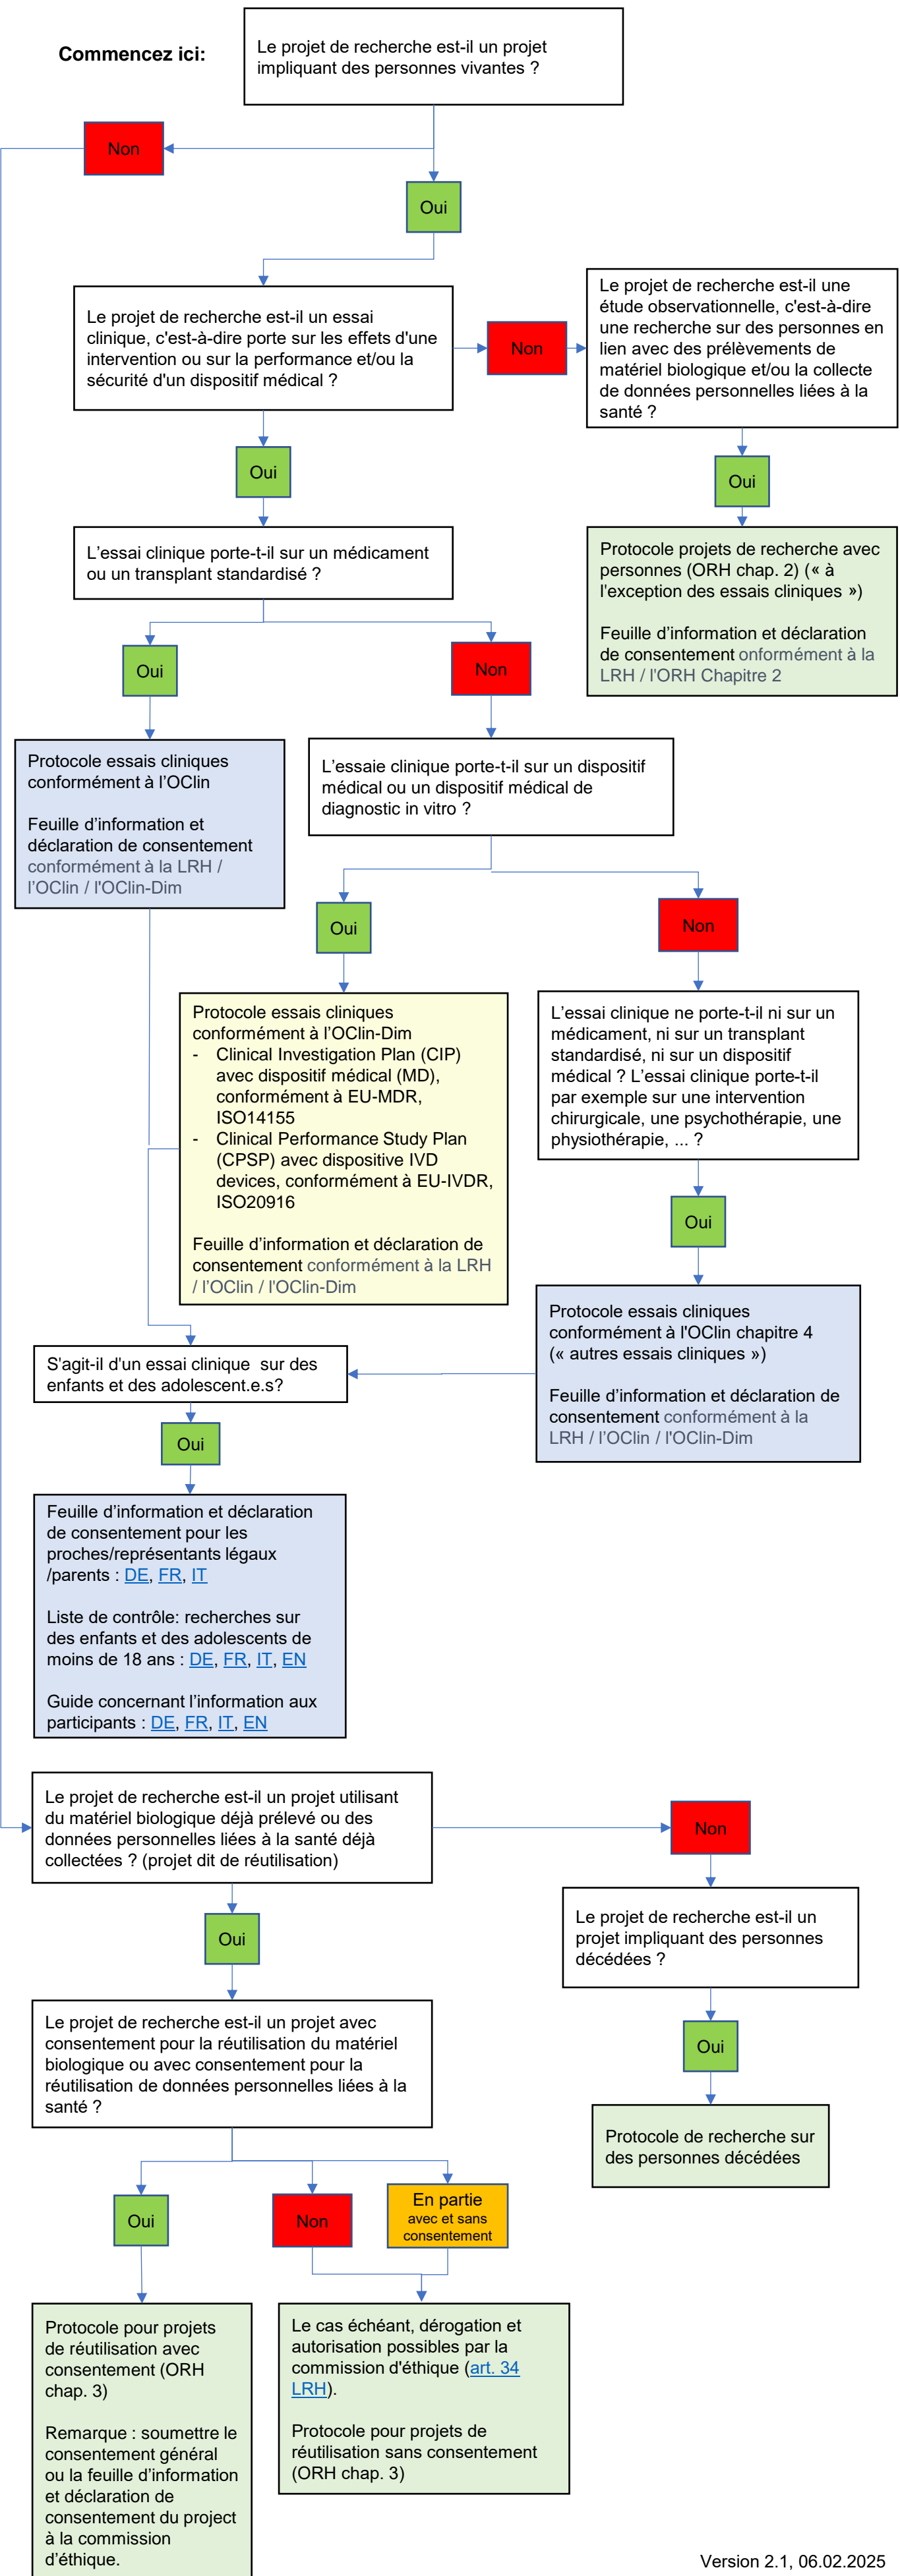 Commencez ici:
Le projet de recherche est-il un projet
impliquant des personnes vivantes ?
Non
Oui
Le projet de recherche est-il un essai
clinique, c'est-à-dire porte sur les effets d'une
intervention ou sur la performance et/ou la
sécurité d'un dispositif médical ?
Non
Le projet de recherche est-il une
étude observationnelle, c'est-à-dire
une recherche sur des personnes en
lien avec des prélèvements de
matériel biologique et/ou la collecte
de données personnelles liées à la
santé ?
Oui
Oui
L'essai clinique porte-t-il sur un médicament
ou un transplant standardisé ?
Protocole projets de recherche avec
personnes (ORH chap. 2) (« à
l'exception des essais cliniques »)
Feuille d'information et déclaration
de consentement onformément à la
LRH / l'ORH Chapitre 2
Oui
Non
Protocole essais cliniques
conformément à l'OClin
Feuille d'information et
déclaration de consentement
conformément à la LRH /
l'OClin / l'OClin-Dim
L'essaie clinique porte-t-il sur un dispositif
médical ou un dispositif médical de
diagnostic in vitro ?
Oui
Non
Protocole essais cliniques
conformément à l'OClin-Dim
- Clinical Investigation Plan (CIP)
avec dispositif médical (MD),
conformément à EU-MDR,
ISO14155
- Clinical Performance Study Plan
(CPSP) avec dispositive IVD
devices, conformément à EU-IVDR,
ISO20916
Feuille d'information et déclaration de
consentement conformément à la LRH
/ l'OClin / l'OClin-Dim
L'essai clinique ne porte-t-il ni sur un
médicament, ni sur un transplant
standardisé, ni sur un dispositif
médical ? L'essai clinique porte-t-il
par exemple sur une intervention
chirurgicale, une psychothérapie, une
physiothérapie, ... ?
Oui
Protocole essais cliniques
conformément à l'OClin chapitre 4
(« autres essais cliniques »)
Feuille d'information et déclaration de
consentement conformément à la
LRH / l'OClin / l'OClin-Dim
S'agit-il d'un essai clinique sur des
enfants et des adolescent.e.s?
Oui
Feuille d'information et déclaration
de consentement pour les
proches/représentants légaux
/parents : DE, FR, IT
Liste de contrôle: recherches sur
des enfants et des adolescents de
moins de 18 ans : DE, FR, IT, EN
Guide concernant l'information aux
participants : DE, FR, IT, EN
Le projet de recherche est-il un projet utilisant
du matériel biologique déjà prélevé ou des
données personnelles liées à la santé déjà
collectées ? (projet dit de réutilisation)
Non
Oui
Le projet de recherche est-il un
projet impliquant des personnes
décédées ?
Le projet de recherche est-il un projet avec
consentement pour la réutilisation du matériel
biologique ou avec consentement pour la
réutilisation de données personnelles liées à la
santé ?
Oui
Protocole de recherche sur
des personnes décédées
Oui
Non
En partie
avec et sans
consentement
Protocole pour projets
de réutilisation avec
consentement (ORH
chap. 3)
Remarque : soumettre le
consentement général
ou la feuille d'information
et déclaration de
consentement du project
à la commission
d'éthique.
Le cas échéant, dérogation et
autorisation possibles par la
commission d'éthique (art. 34
LRH).
Protocole pour projets de
réutilisation sans consentement
(ORH chap. 3)
Version 2.1, 06.02.2025